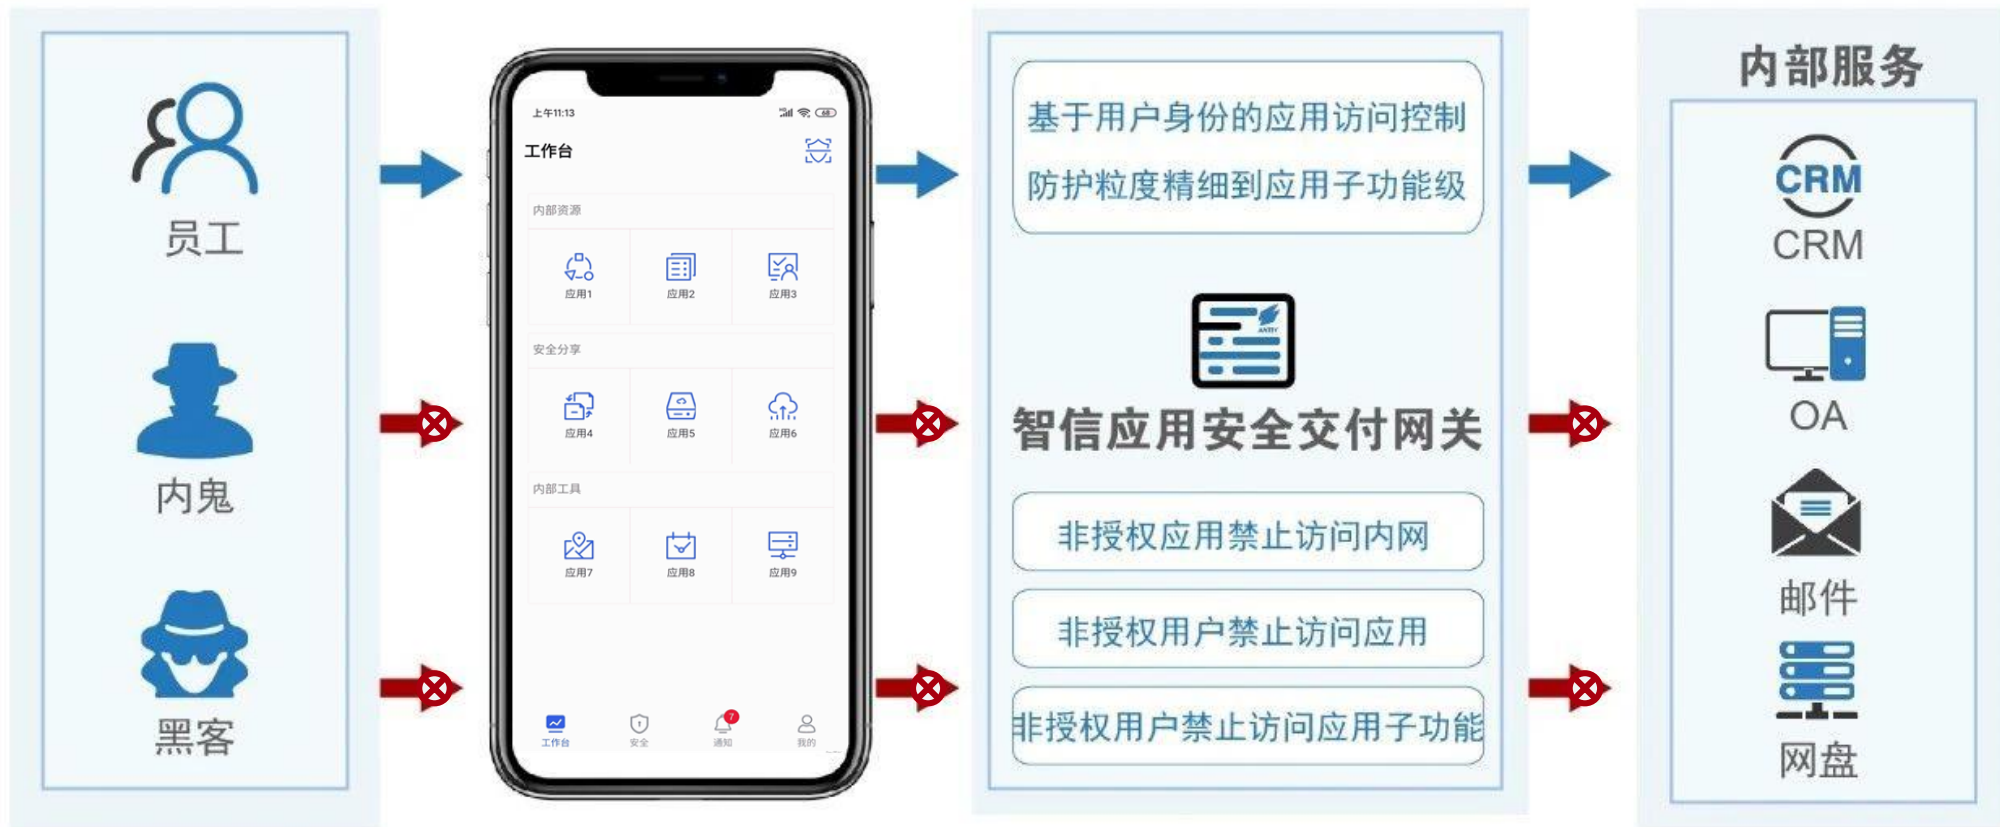 员工
内鬼
黑客
上午11:13
68
工作台
内部资源
应用1
应用2
应用3
安全分享
应用4
应用5
应用6
内部工具
应用7
应用8
应用9
7
工作台
安全
通知
我的
基于用户身份的应用访问控制
防护粒度精细到应用子功能级
ANTIY
智信应用安全交付网关
非授权应用禁止访问内网
非授权用户禁止访问应用
非授权用户禁止访问应用子功能
内部服务
CRM
CRM
OA
邮件
网盘